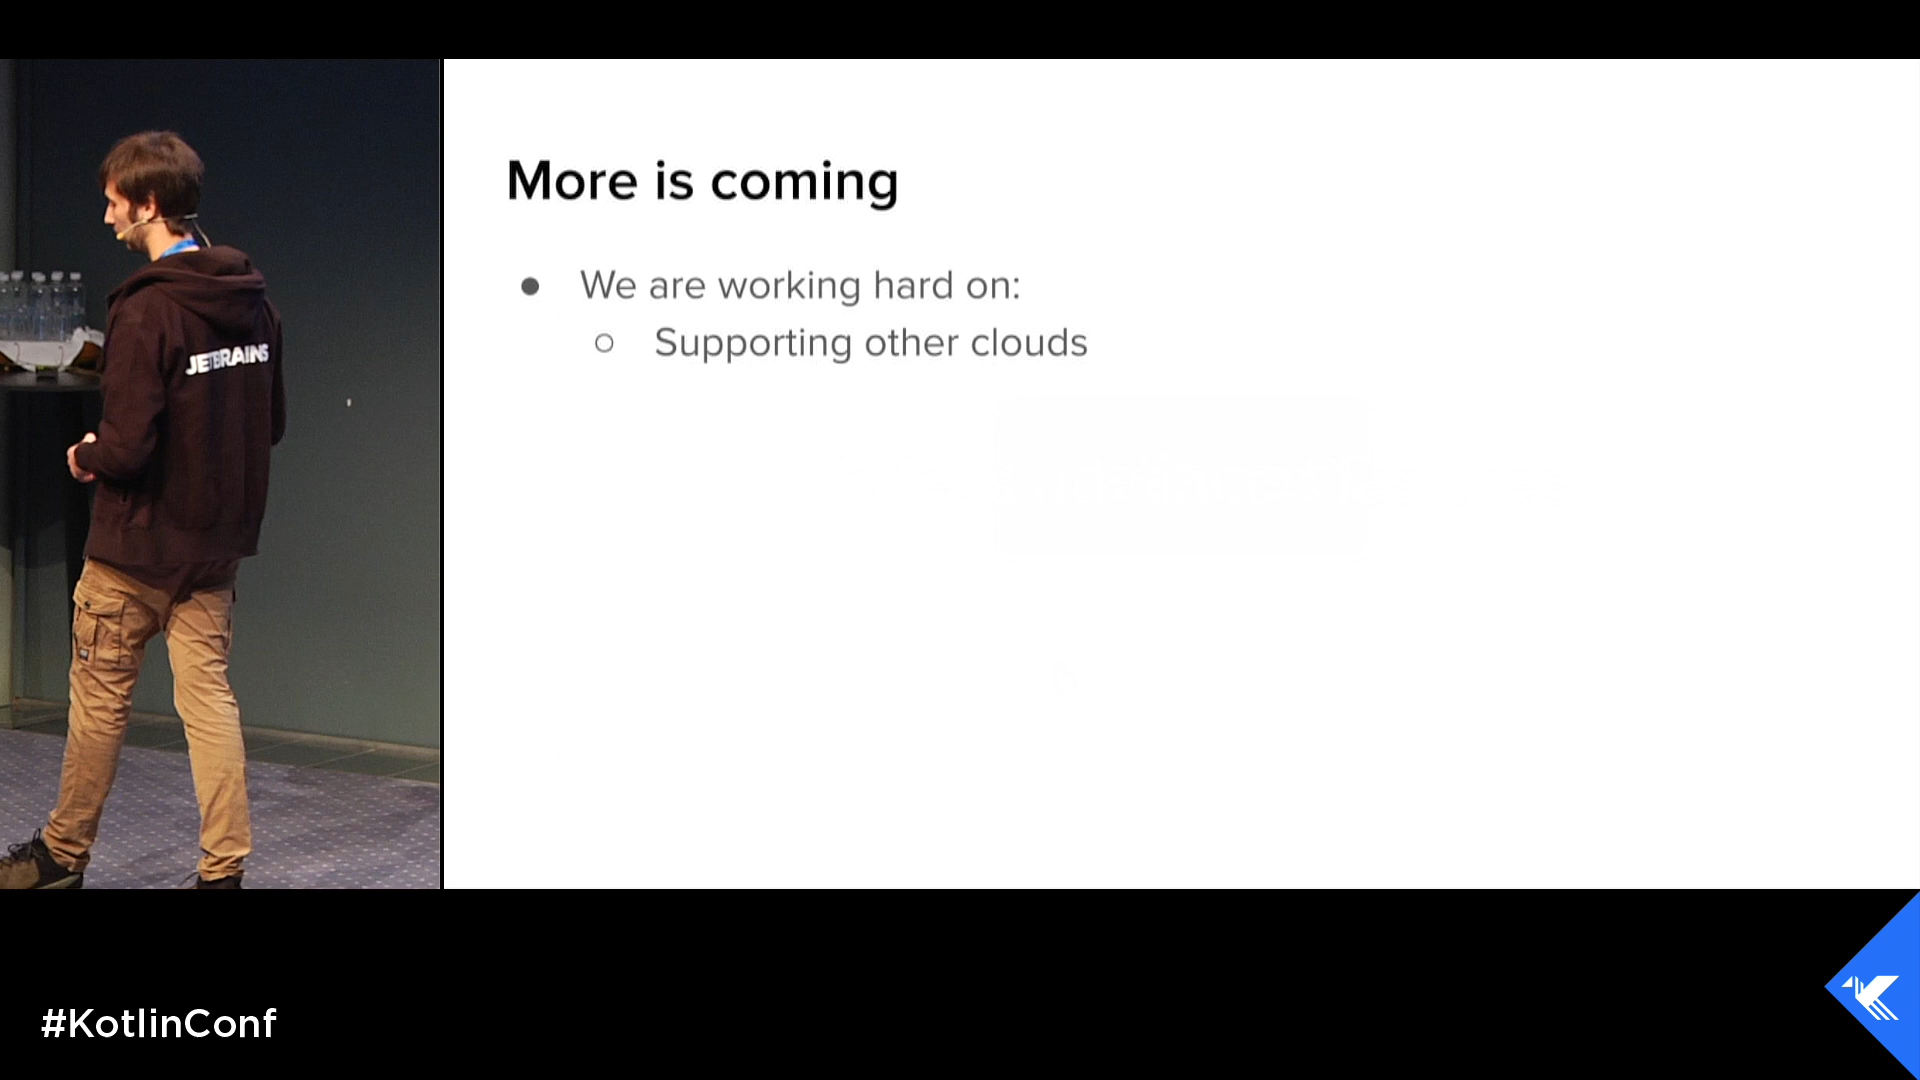 More is coming
We are working hard on:
Supporting other clouds
JETBRAINS
#KotlinConf